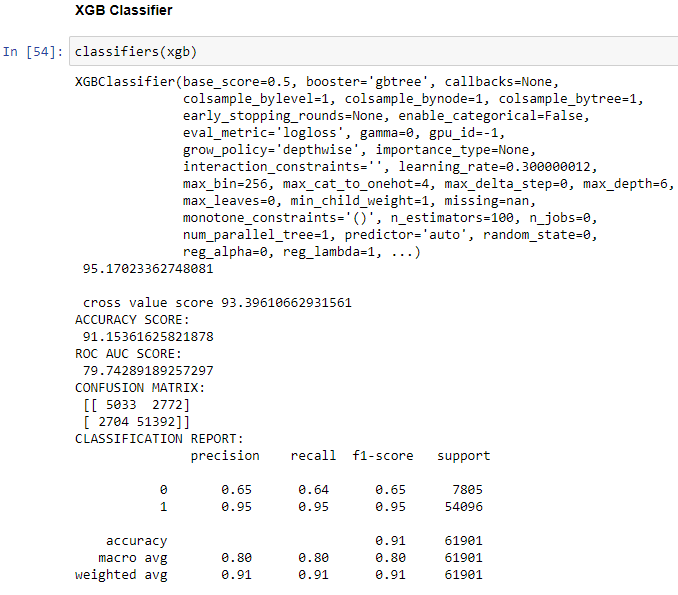 XGB Classifier
In [54]: classifiers(xgb)
XGBClassifier(base_score=0.5, booster='gbtree', callbacks=None,
colsample_bylevel=1, colsample_bynode=1, colsample_bytree=1,
early_stopping_rounds=None, enable_categorical=False,
eval_metric='logloss', gamma=0, gpu_id=-1,
grow_policy='depthwise', importance_type=None,
interaction_constraints='', learning_rate=0.300000012,
max_bin=256, max_cat_to_onehot=4, max_delta_step=0, max_depth=6,
max_leaves=0, min_child_weight=1, missing=nan,
monotone_constraints='()', n_estimators=100, n_jobs=0,
num_parallel_tree=1, predictor='auto', random_state=0,
reg_alpha=0, reg_lambda=1, ...)
95.17023362748081
cross value score 93.39610662931561
ACCURACY SCORE:
91.15361625821878
ROC AUC SCORE:
79.74289189257297
CONFUSION MATRIX:
[[ 5033 2772]
[ 2704 51392]]
CLASSIFICATION REPORT:
precision recall f1-score support
0 0.65 0.64 0.65 7805
1 0.95 0.95 0.95 54096
accuracy 0.91 61901
macro avg 0.80 0.80 0.80 61901
weighted avg 0.91 0.91 0.91 61901